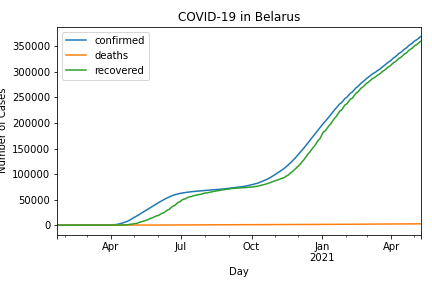 COVID-19 in Belarus
confirmed
deaths
recovered
350000
300000
250000
200000
150000
100000
50000
0
Number of Cases
Apr
Jul
Oct
Jan
2021
Apr
Day